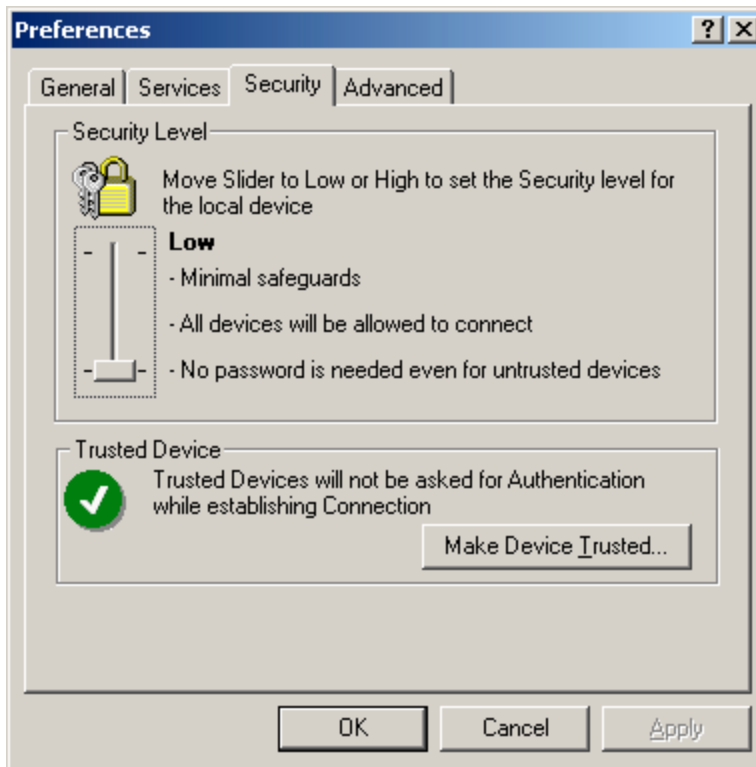 Preferences
General Services Security Advanced
Security Level
Move Slider to Low or High to set the Security level for
the local device
Low
- Minimal safeguards
- All devices will be allowed to connect
- No password is needed even for untrusted devices
Trusted Device
Trusted Devices will not be asked for Authentication
while establishing Connection
Make Device Trusted...
OK Cancel Apply